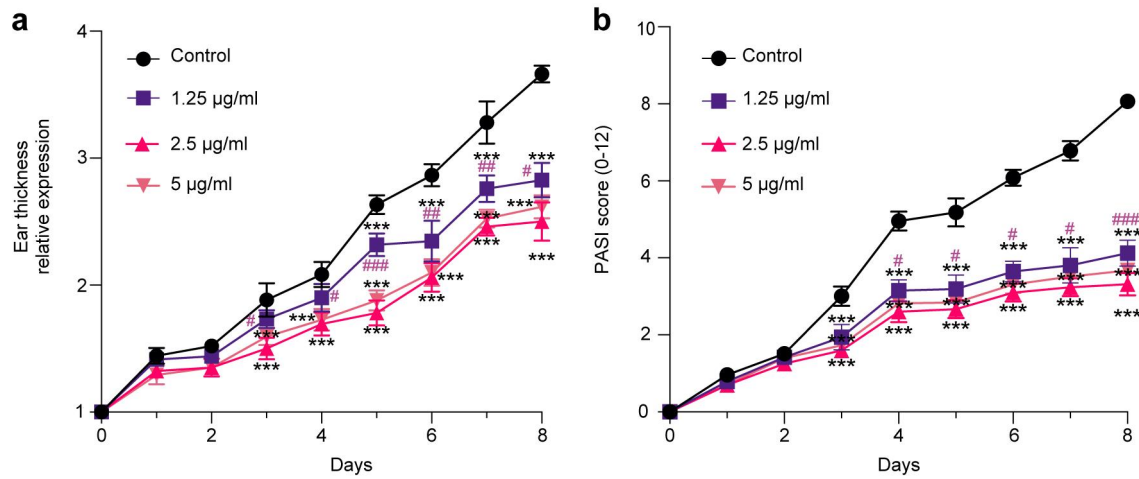 a
Ear thickness
relative expression
4
3
2
1
Control
1.25 µg/ml
2.5 µg/ml
5 µg/ml
*** *** *** *** *** *** *** *** *** *** *** *** *** *** *** *** ***
# # ### ## ## #
0 2 4 6 8
Days
b
PASI score (0-12)
10
8
6
4
2
0
Control
1.25 µg/ml
2.5 µg/ml
5 µg/ml
# # # # ###
*** *** *** *** ***
*** *** *** *** *** ***
*** *** *** *** *** ***
0 2 4 6 8
Days